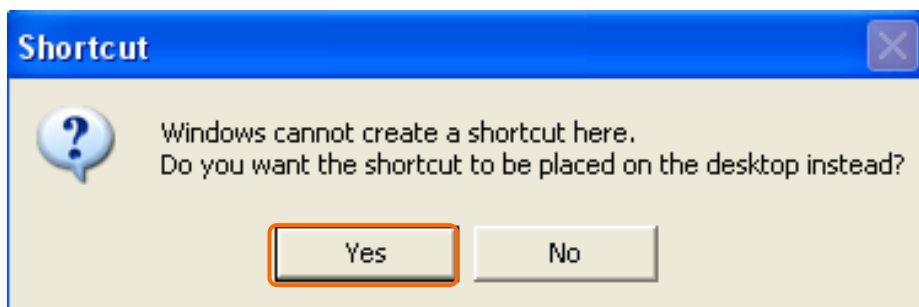 Shortcut
Windows cannot create a shortcut here.
Do you want the shortcut to be placed on the desktop instead?
Yes
No